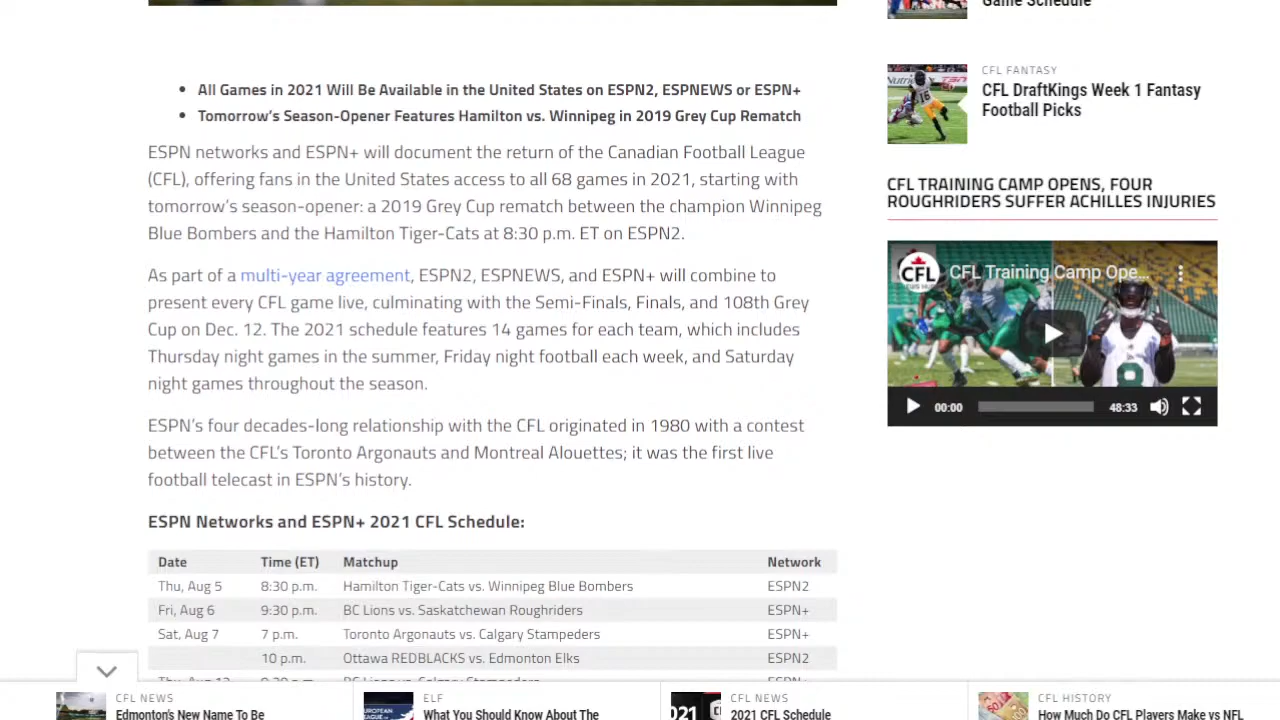 Game Schedule
All Games in 2021 Will Be Available in the United States on ESPN2, ESPNEWS or ESPN+
Tomorrow's Season-Opener Features Hamilton vs. Winnipeg in 2019 Grey Cup Rematch
ESPN networks and ESPN+ will document the return of the Canadian Football League
(CFL), offering fans in the United States access to all 68 games in 2021, starting with
tomorrow's season-opener: a 2019 Grey Cup rematch between the champion Winnipeg
Blue Bombers and the Hamilton Tiger-Cats at 8:30 p.m. ET on ESPN2.
As part of a multi-year agreement, ESPN2, ESPNEWS, and ESPN+ will combine to
present every CFL game live, culminating with the Semi-Finals, Finals, and 108th Grey
Cup on Dec. 12. The 2021 schedule features 14 games for each team, which includes
Thursday night games in the summer, Friday night football each week, and Saturday
night games throughout the season.
ESPN's four decades-long relationship with the CFL originated in 1980 with a contest
between the CFL's Toronto Argonauts and Montreal Alouettes; it was the first live
football telecast in ESPN's history.
ESPN Networks and ESPN+ 2021 CFL Schedule:
Date Time (ET) Matchup Network
Thu, Aug 5 8:30 p.m. Hamilton Tiger-Cats vs. Winnipeg Blue Bombers ESPN2
Fri, Aug 6 9:30 p.m. BC Lions vs. Saskatchewan Roughriders ESPN+
Sat, Aug 7 7 p.m. Toronto Argonauts vs. Calgary Stampeders ESPN+
10 p.m. Ottawa REDBLACKS vs. Edmonton Elks ESPN2
Thu, Aug 12 9:30 p.m. BC Lions vs. Calgary Stampeders ESPN+
CFL FANTASY
CFL DraftKings Week 1 Fantasy
Football Picks
CFL TRAINING CAMP OPENS, FOUR
ROUGHRIDERS SUFFER ACHILLES INJURIES
CFL
CFL Training Camp Ope...
00:00 48:33
CFL NEWS
Edmonton's New Name To Be
ELF
What You Should Know About The
CFL NEWS
2021 CFL Schedule
CFL HISTORY
How Much Do CFL Players Make vs NFL